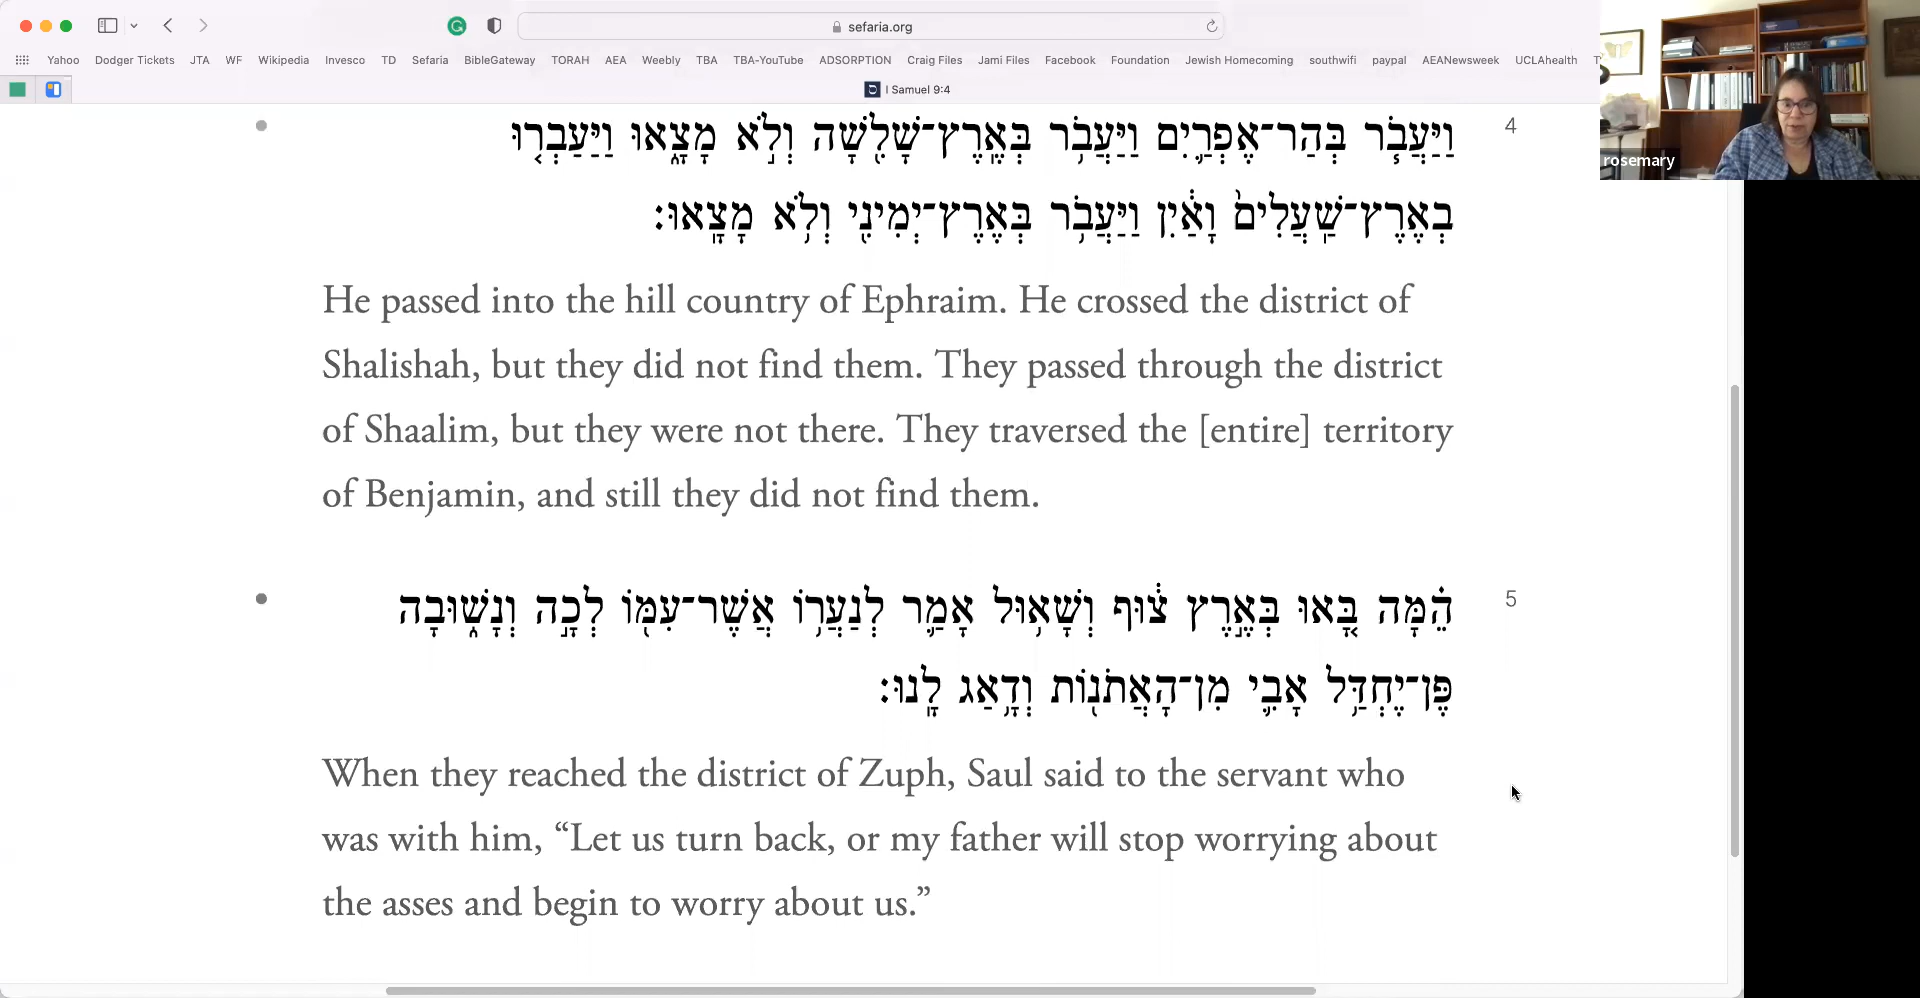 sefaria.org
Yahoo Dodger Tickets JTA WF Wikipedia Invesco TD Sefaria BibleGateway TORAH AEA Weebly TBA TBA-YouTube ADSORPTION Craig Files Jami Files Facebook Foundation Jewish Homecoming southwifi paypal AEANewsweek UCLAhealth
I Samuel 9:4
rosemary
4
וַיַּעֲבֹ֧ר בְּהַר־אֶפְרַ֛יִם וַיַּעֲבֹ֥ר בְּאֶֽרֶץ־שָׁלִ֖שָׁה וְלֹ֣א מָצָ֑אוּ וַיַּעַבְר֤וּ
בְאֶֽרֶץ־שַֽׁעֲלִים֙ וָאַ֔יִן וַיַּעֲבֹ֥ר בְּאֶֽרֶץ־יְמִינִ֖י וְלֹ֥א מָצָֽאוּ׃
He passed into the hill country of Ephraim. He crossed the district of
Shalishah, but they did not find them. They passed through the district
of Shaalim, but they were not there. They traversed the [entire] territory
of Benjamin, and still they did not find them.
5
הֵ֗מָּה בָּ֚אוּ בְּאֶ֣רֶץ צ֔וּף וְשָׁא֥וּל אָמַ֛ר לְנַעֲר֥וֹ אֲשֶׁר־עִמּ֖וֹ לְכָ֣ה וְנָשׁ֑וּבָה
פֶּן־יֶחְדַּ֥ל אָבִ֛י מִן־הָאֲתֹנ֖וֹת וְדָ֥אַג לָֽנוּ׃
When they reached the district of Zuph, Saul said to the servant who
was with him, “Let us turn back, or my father will stop worrying about
the asses and begin to worry about us.”